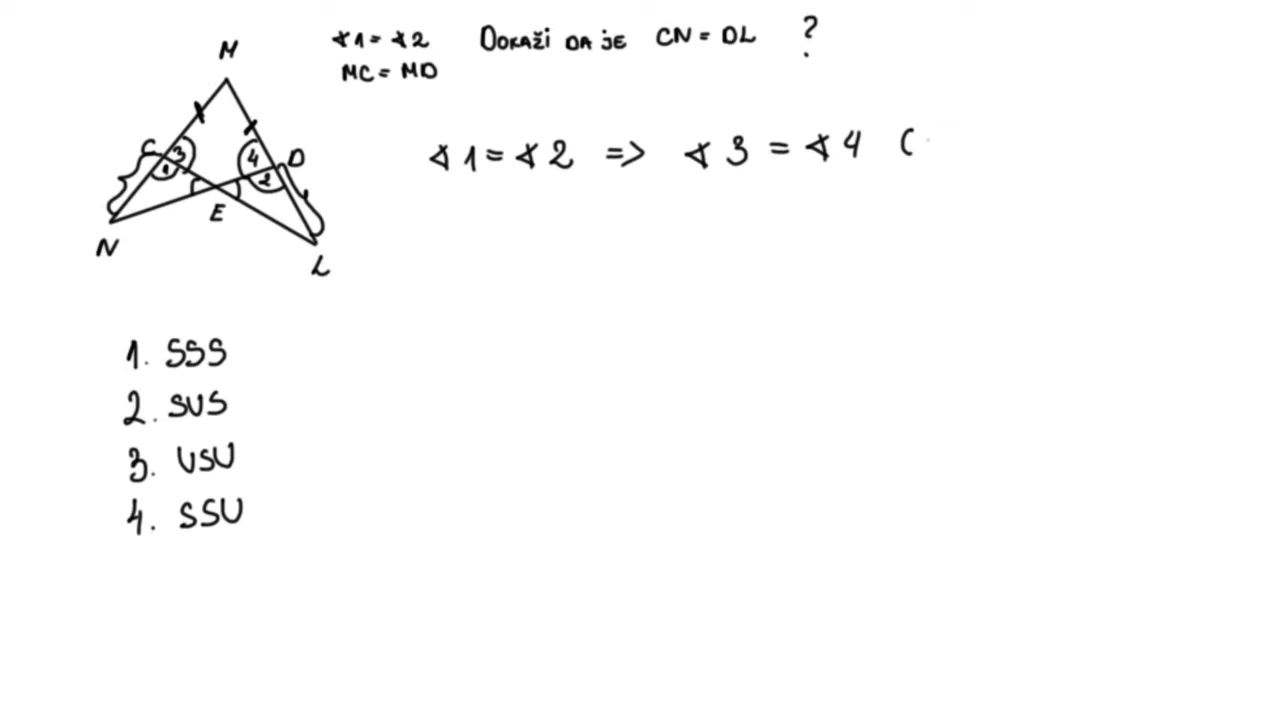 M
∢1 = ∢2 Dokaži da je CN = DL ?
MC = MD
C 3 4 D
1 2
E
N
L
∢1 = ∢2 => ∢3 = ∢4 (
1. SSS
2. SUS
3. USU
4. SSU